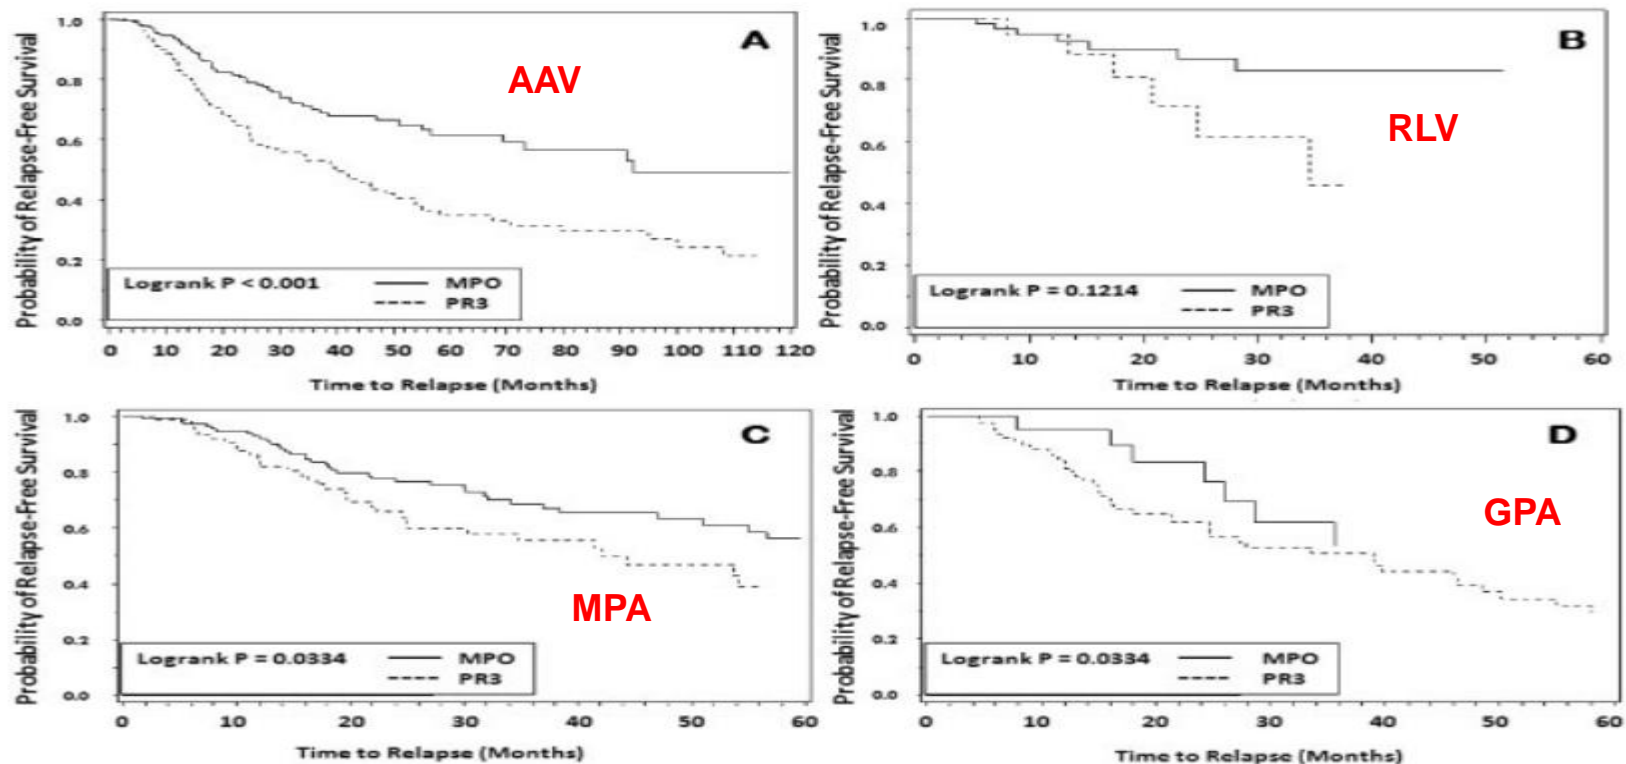 A
AAV
Probability of Relapse-Free Survival
1.0
0.8
0.6
0.4
0.2
0.0
Logrank P < 0.001
MPO
PR3
0 10 20 30 40 50 60 70 80 90 100 110 120
Time to Relapse (Months)
B
RLV
Probability of Relapse-Free Survival
1.0
0.8
0.6
0.4
0.2
0.0
Logrank P = 0.1214
MPO
PR3
0 10 20 30 40 50 60
Time to Relapse (Months)
C
MPA
Probability of Relapse-Free Survival
1.0
0.8
0.6
0.4
0.2
0.0
Logrank P = 0.0334
MPO
PR3
0 10 20 30 40 50 60
Time to Relapse (Months)
D
GPA
Probability of Relapse-Free Survival
1.0
0.8
0.6
0.4
0.2
0.0
Logrank P = 0.0334
MPO
PR3
0 10 20 30 40 50 60
Time to Relapse (Months)